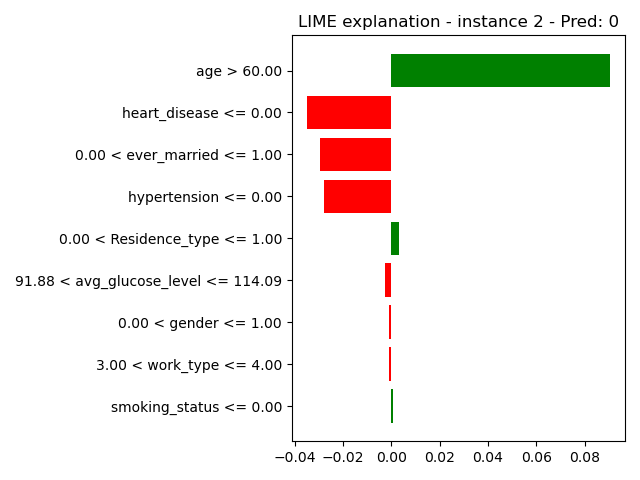 LIME explanation - instance 2 - Pred: 0
age > 60.00
heart_disease <= 0.00
0.00 < ever_married <= 1.00
hypertension <= 0.00
0.00 < Residence_type <= 1.00
91.88 < avg_glucose_level <= 114.09
0.00 < gender <= 1.00
3.00 < work_type <= 4.00
smoking_status <= 0.00
−0.04 −0.02 0.00 0.02 0.04 0.06 0.08